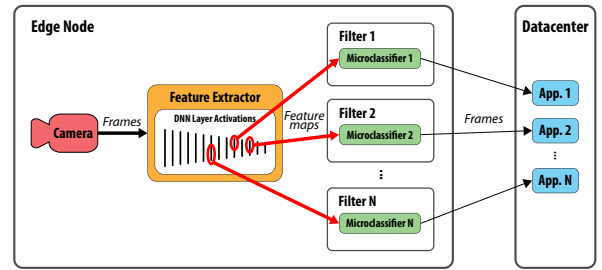 Edge Node
Datacenter
Filter 1
Microclassifier 1
Feature Extractor
DNN Layer Activations
Frames
Camera
Feature
maps
Filter 2
Microclassifier 2
Frames
App. 1
App. 2
...
App. N
...
Filter N
Microclassifier N